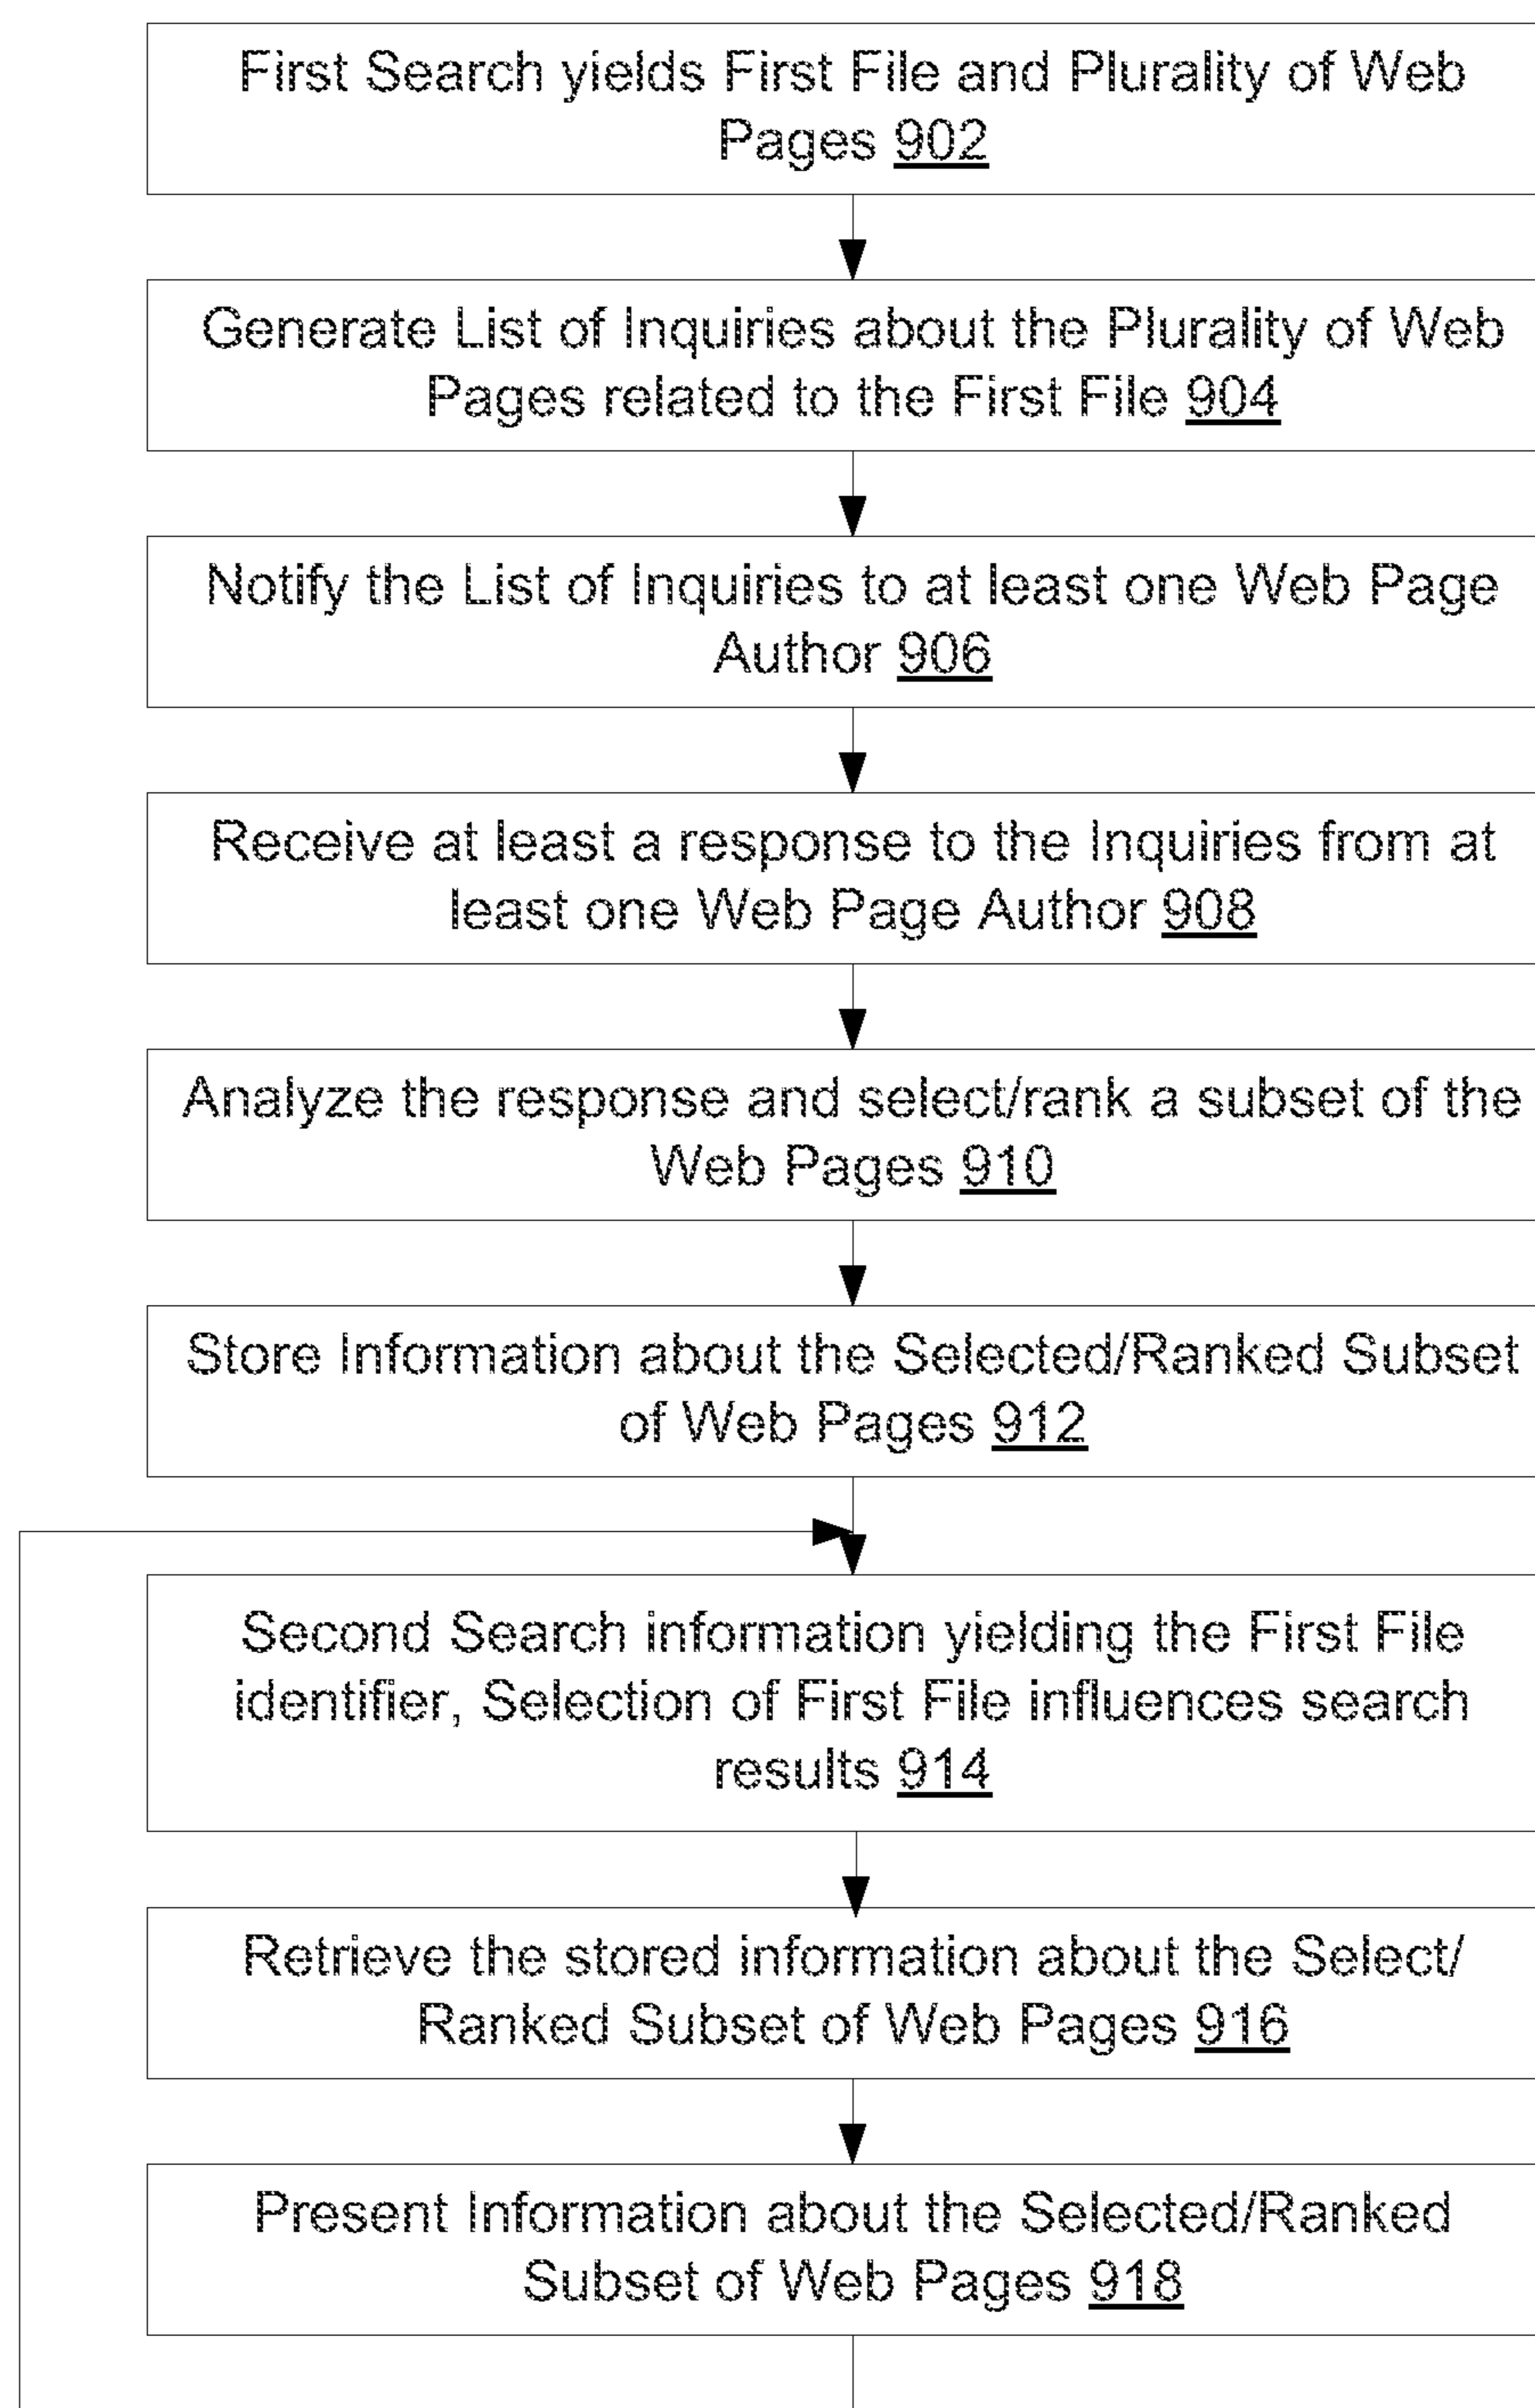 First Search yields First File and Plurality of Web
Pages 902
Generate List of Inquiries about the Plurality of Web
Pages related to the First File 904
Notify the List of Inquiries to at least one Web Page
Author 906
Receive at least a response to the Inquiries from at
least one Web Page Author 908
Analyze the response and select/rank a subset of the
Web Pages 910
Store Information about the Selected/Ranked Subset
of Web Pages 912
Second Search information yielding the First File
identifier, Selection of First File influences search
results 914
Retrieve the stored information about the Select/
Ranked Subset of Web Pages 916
Present Information about the Selected/Ranked
Subset of Web Pages 918